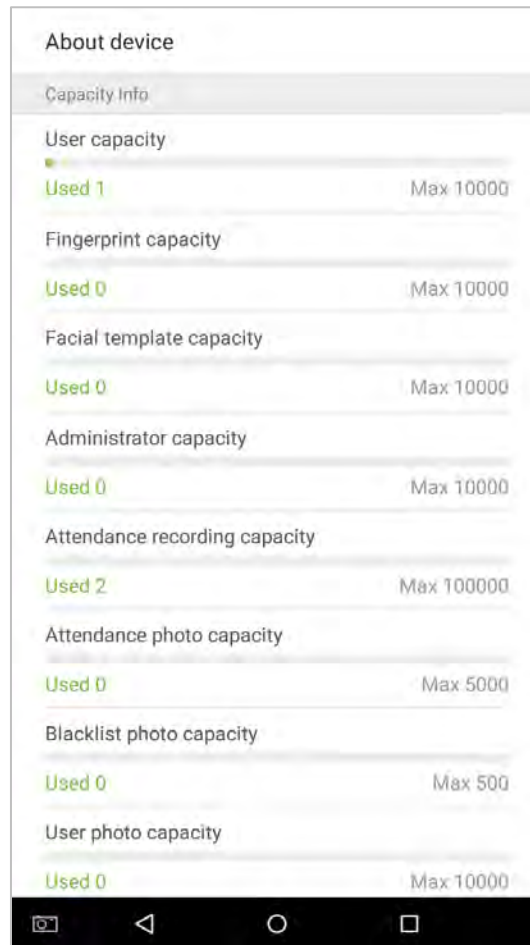 About device
Capacity Info
User capacity
Used 1 Max 10000
Fingerprint capacity
Used 0 Max 10000
Facial template capacity
Used 0 Max 10000
Administrator capacity
Used 0 Max 10000
Attendance recording capacity
Used 2 Max 100000
Attendance photo capacity
Used 0 Max 5000
Blacklist photo capacity
Used 0 Max 500
User photo capacity
Used 0 Max 10000